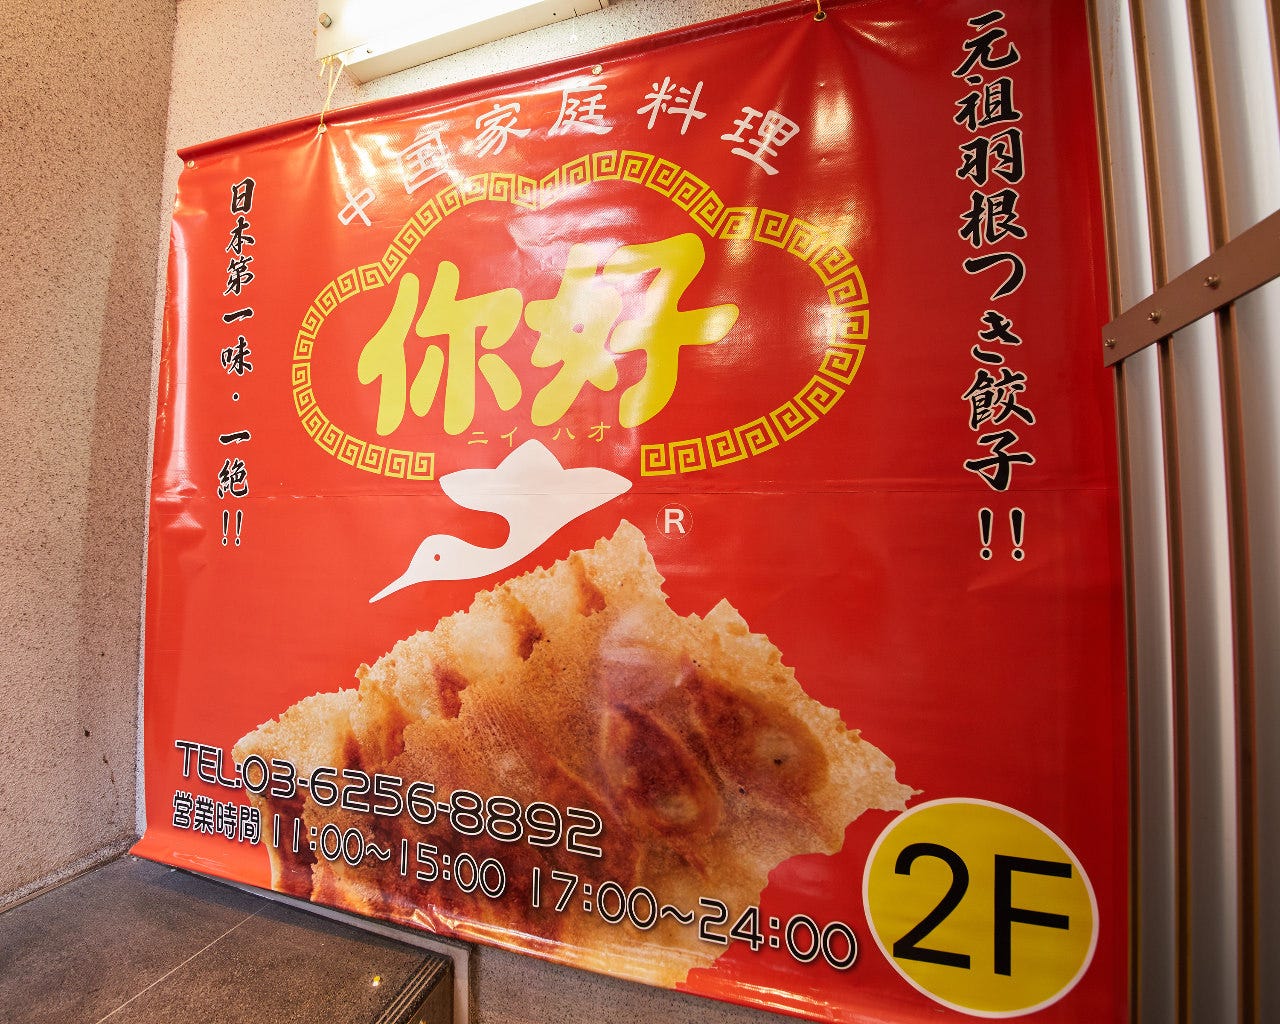 元祖羽根つき餃子!!
中国家庭料理
日本第一味・一絶!!
你好
ニイハオ
R
TEL:03-6256-8892
営業時間 11:00~15:00 17:00~24:00
2F